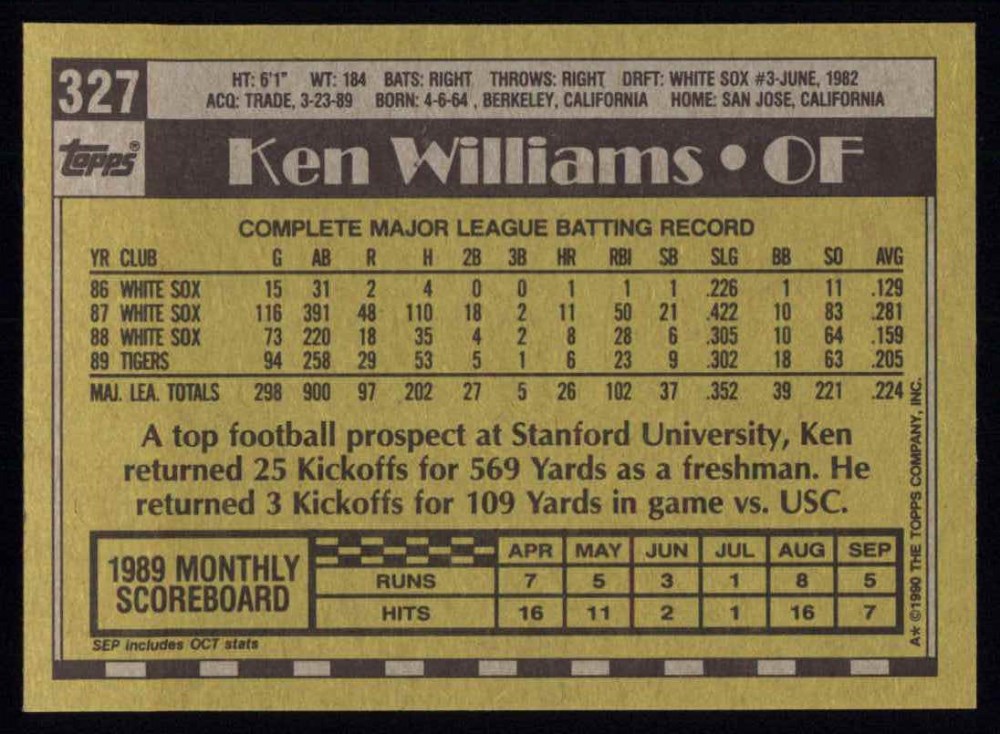 327
HT: 6'1" WT: 184 BATS: RIGHT THROWS: RIGHT DRFT: WHITE SOX #3-JUNE, 1982
ACQ: TRADE, 3-23-89 BORN: 4-6-64 , BERKELEY, CALIFORNIA HOME: SAN JOSE, CALIFORNIA
topps®
Ken Williams • OF
COMPLETE MAJOR LEAGUE BATTING RECORD
YR CLUB G AB R H 2B 3B HR RBI SB SLG BB SO AVG
86 WHITE SOX 15 31 2 4 0 0 1 1 1 .226 1 11 .129
87 WHITE SOX 116 391 48 110 18 2 11 50 21 .422 10 83 .281
88 WHITE SOX 73 220 18 35 4 2 8 28 6 .305 10 64 .159
89 TIGERS 94 258 29 53 5 1 6 23 9 .302 18 63 .205
MAJ. LEA. TOTALS 298 900 97 202 27 5 26 102 37 .352 39 221 .224
A top football prospect at Stanford University, Ken
returned 25 Kickoffs for 569 Yards as a freshman. He
returned 3 Kickoffs for 109 Yards in game vs. USC.
1989 MONTHLY
SCOREBOARD
APR MAY JUN JUL AUG SEP
RUNS 7 5 3 1 8 5
HITS 16 11 2 1 16 7
SEP includes OCT stats
A* ©1990 THE TOPPS COMPANY, INC.